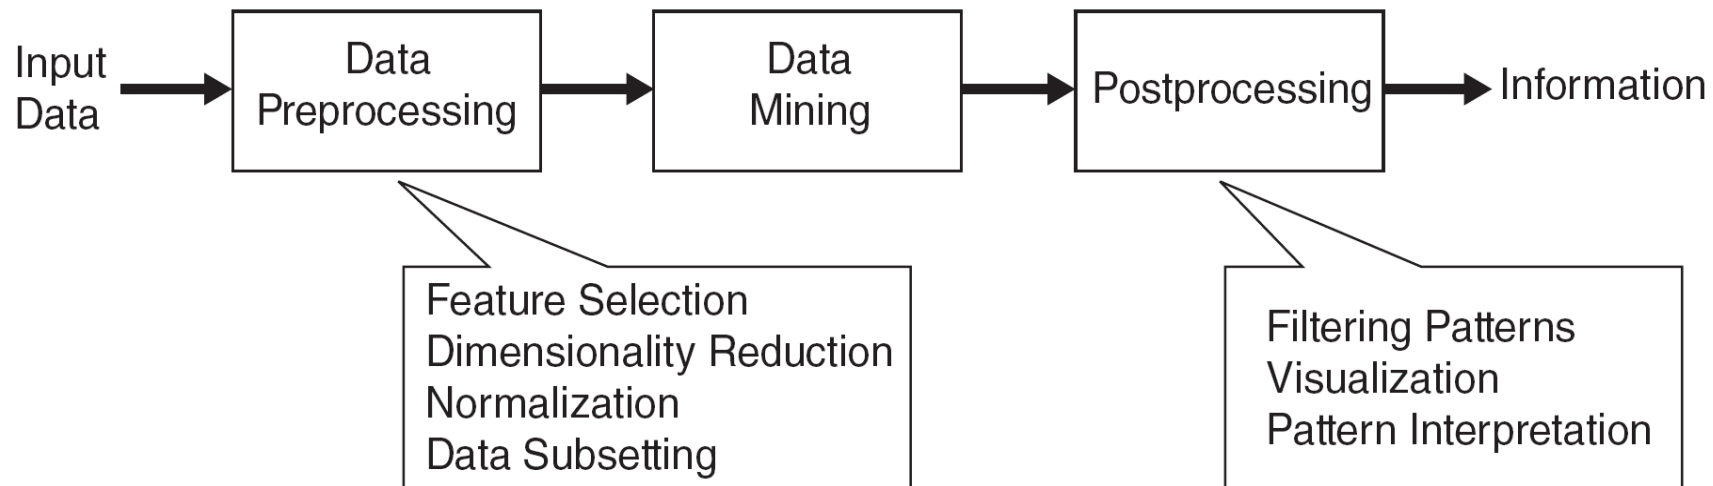 Input
Data
Data
Preprocessing
Data
Mining
Postprocessing
Information
Feature Selection
Dimensionality Reduction
Normalization
Data Subsetting
Filtering Patterns
Visualization
Pattern Interpretation